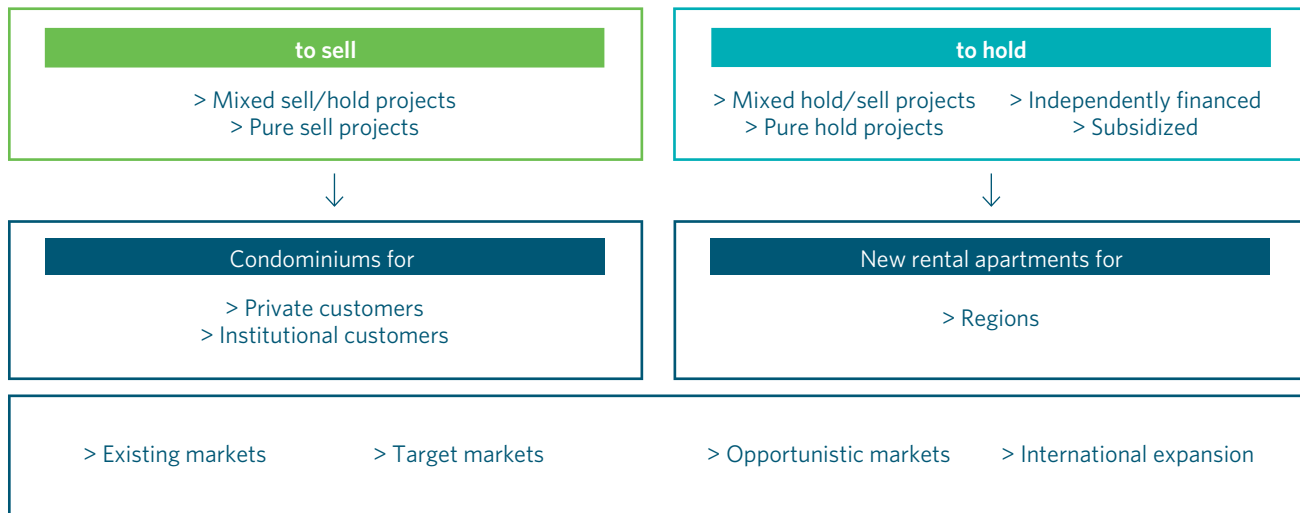 to sell
> Mixed sell/hold projects
> Pure sell projects
to hold
> Mixed hold/sell projects > Independently financed
> Pure hold projects > Subsidized
Condominiums for
> Private customers
> Institutional customers
New rental apartments for
> Regions
> Existing markets > Target markets > Opportunistic markets > International expansion